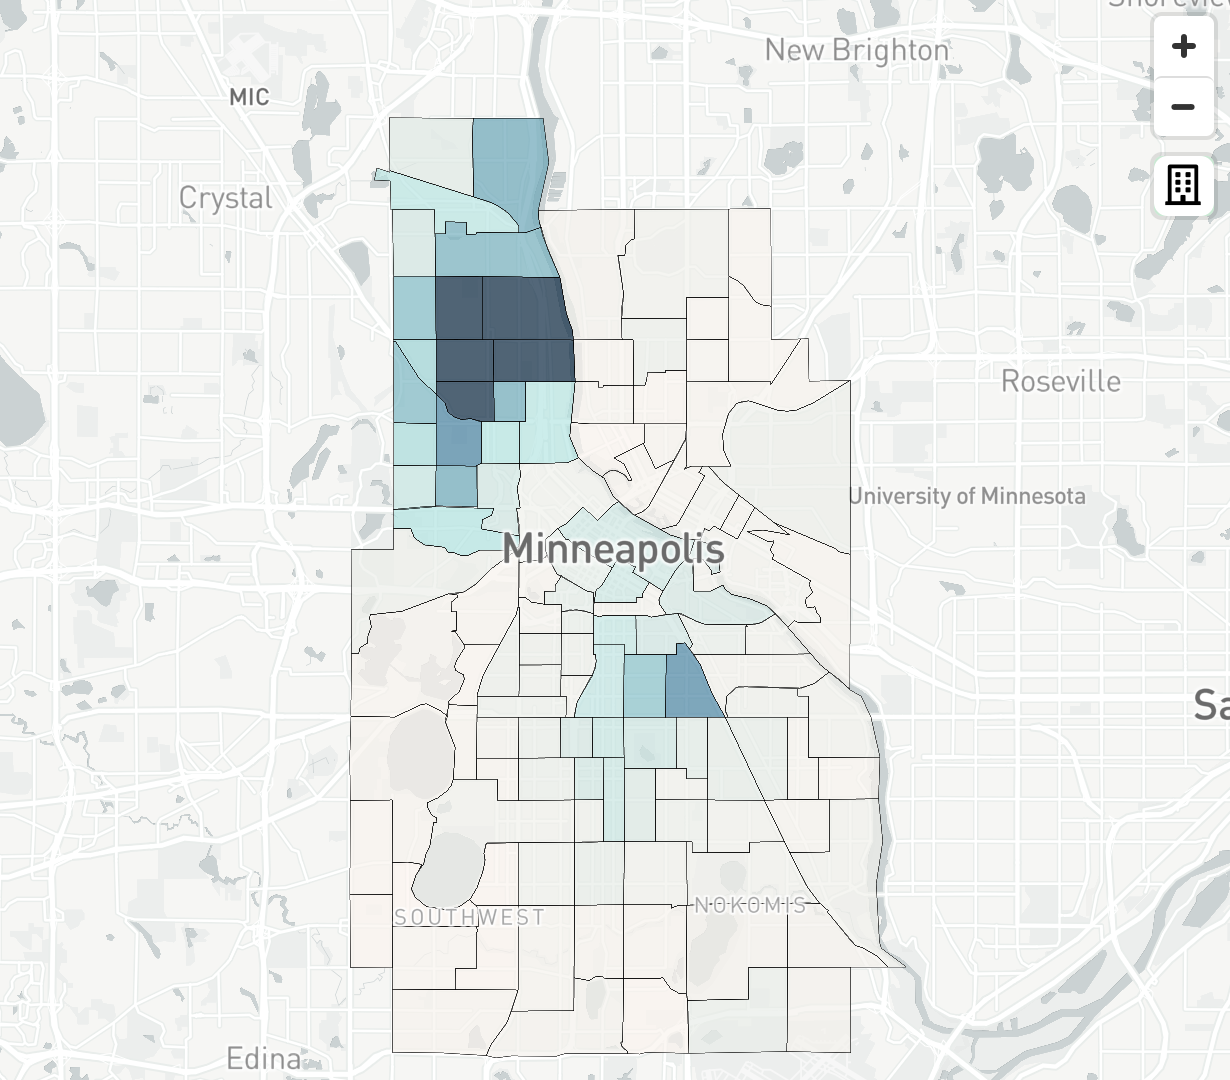 New Brighton
+
−
MIC
Crystal
Roseville
University of Minnesota
Minneapolis
Sa
NOKOMIS
SOUTHWEST
Edina